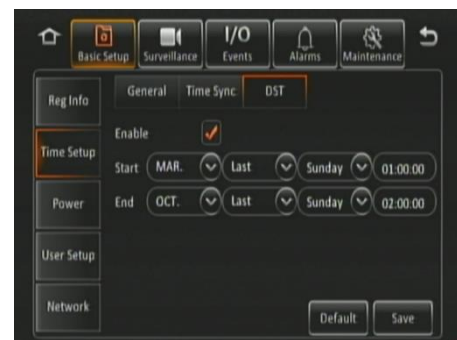 Basic Setup
Surveillance
I/O
Events
Alarms
Maintenance
Reg Info
Time Setup
Power
User Setup
Network
General Time Sync DST
Enable
Start MAR. Last Sunday 01:00:00
End OCT. Last Sunday 02:00:00
Default Save